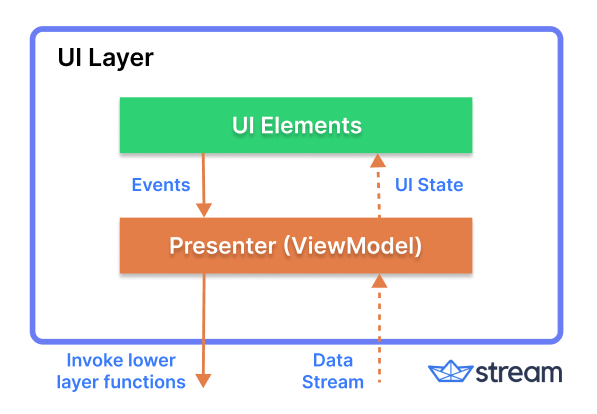 UI Layer
UI Elements
Events
UI State
Presenter (ViewModel)
Invoke lower
layer functions
Data
Stream
stream